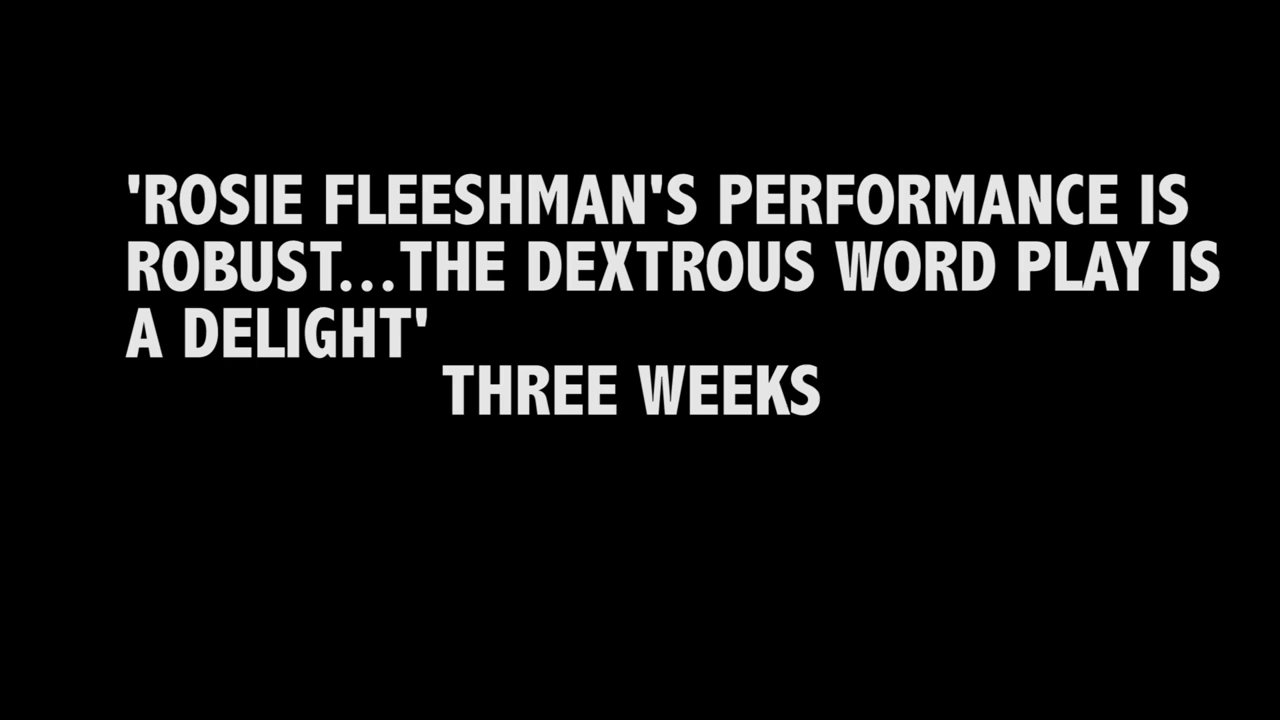 'ROSIE FLEESHMAN'S PERFORMANCE IS
ROBUST...THE DEXTROUS WORD PLAY IS
A DELIGHT'
THREE WEEKS